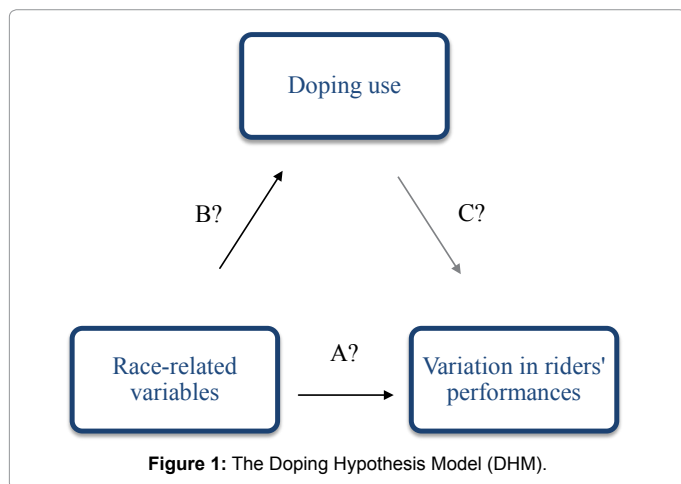 Doping use
B?
C?
A?
Race-related
variables
Variation in riders'
performances
Figure 1: The Doping Hypothesis Model (DHM).